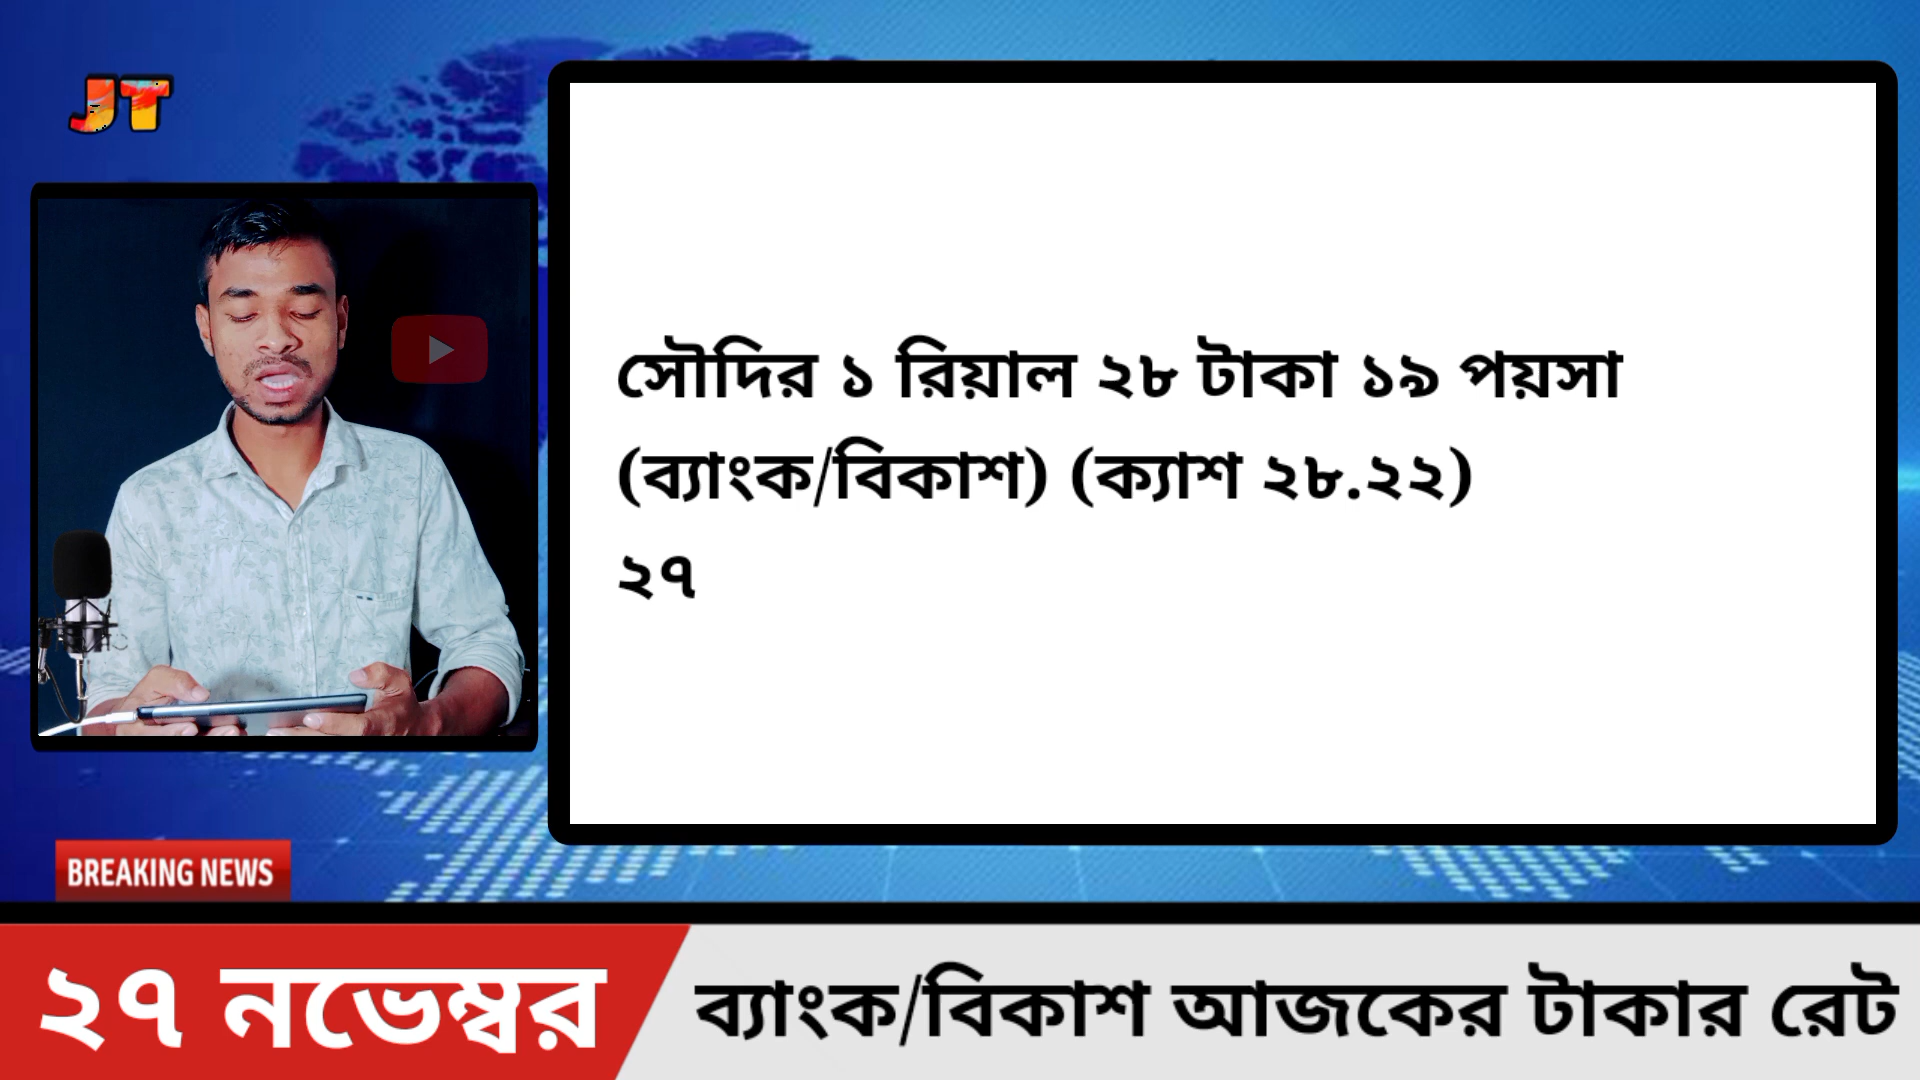 JT
সৌদির ১ রিয়াল ২৮ টাকা ১৯ পয়সা
(ব্যাংক/বিকাশ) (ক্যাশ ২৮.২২)
২৭
BREAKING NEWS
২৭ নভেম্বর
ব্যাংক/বিকাশ আজকের টাকার রেট